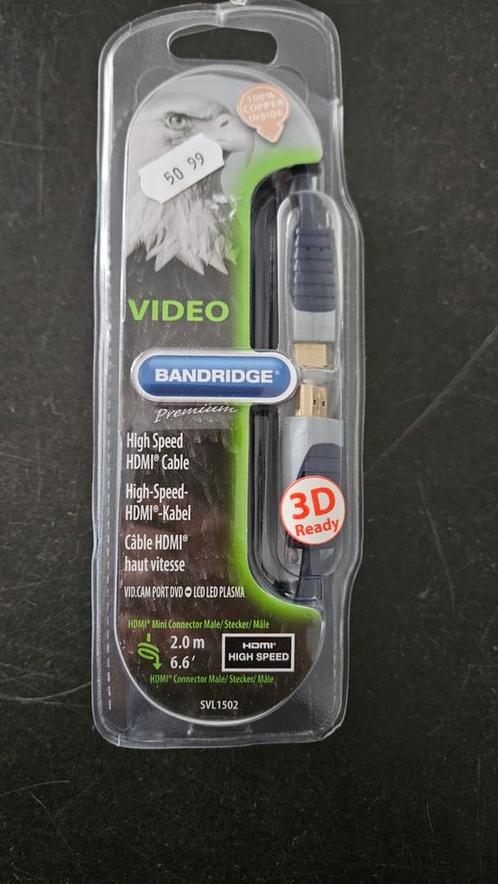 100%
COPPER
INSIDE
50 99
VIDEO
BANDRIDGE®
Premium
High Speed
HDMI® Cable
High-Speed-
HDMI®-Kabel
Câble HDMI®
haut vitesse
VID.CAM PORT DVD LCD LED PLASMA
3D
Ready
HDMI® Mini Connector Male/ Stecker/ Mâle
2.0 m
6.6'
HDMI®
HIGH SPEED
HDMI® Connector Male/ Stecker/ Mâle
SVL1502